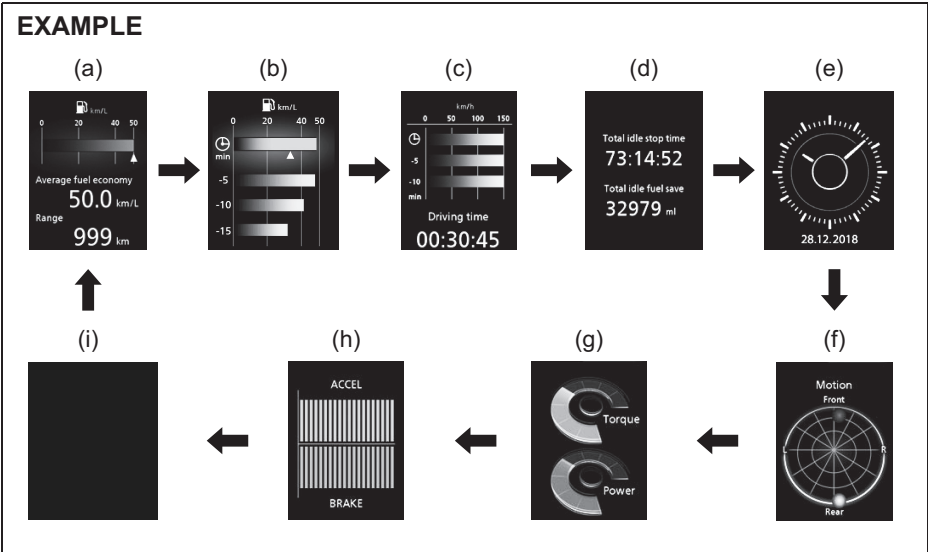 EXAMPLE
(a)
(b)
(c)
(d)
(e)
km/L
0 20 40 50
Average fuel economy
50.0 km/L
Range
999 km
km/L
0 20 40 50
min
-5
-10
-15
km/h
0 50 100 150
-5
-10
min
Driving time
00:30:45
Total idle stop time
73:14:52
Total idle fuel save
32979 ml
28.12.2018
(i)
(h)
(g)
(f)
ACCEL
BRAKE
Torque
Power
Motion
Front
L R
Rear